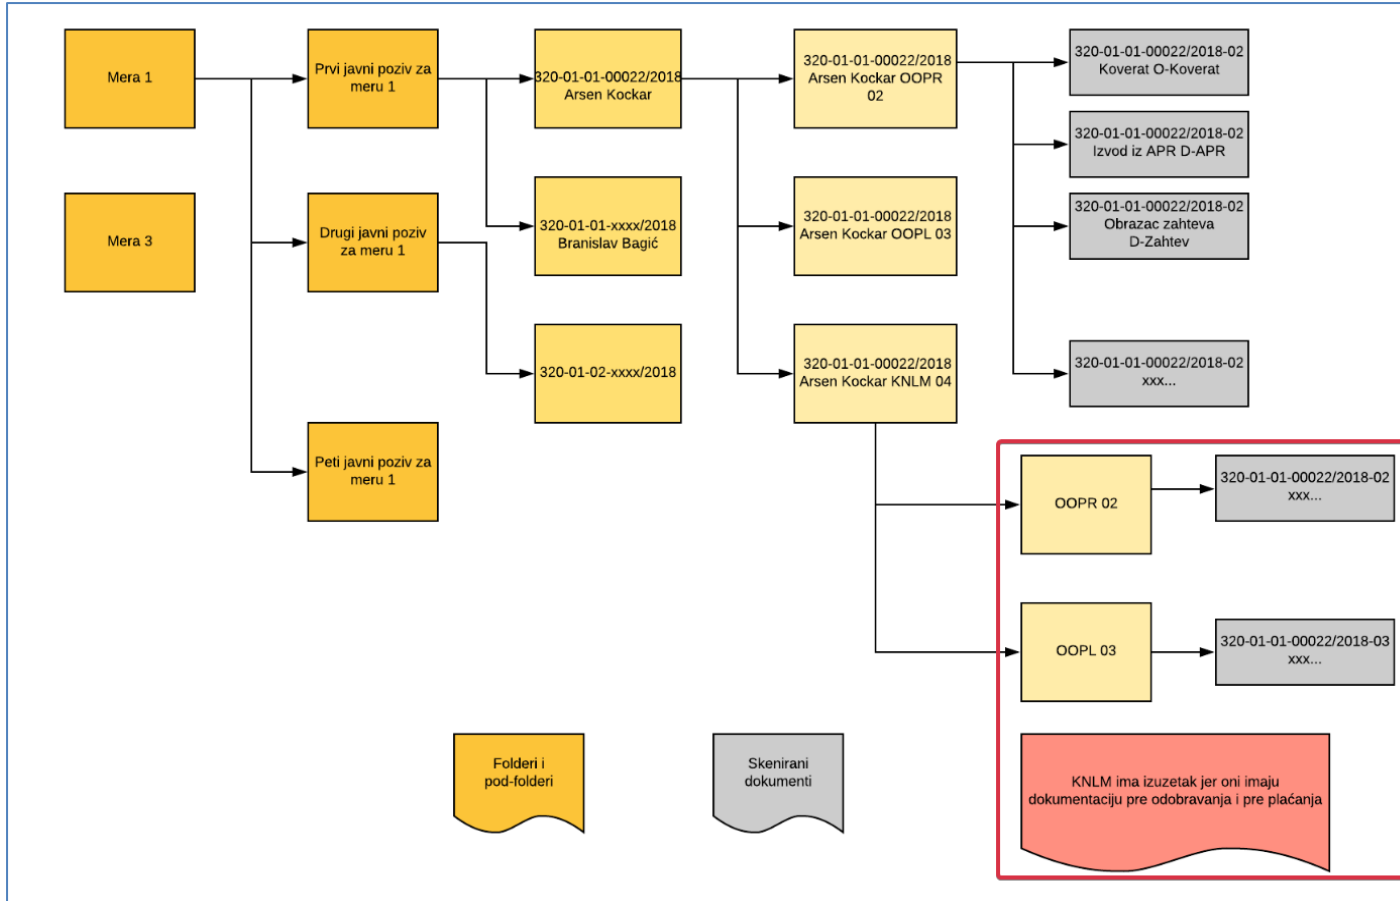 Mera 1
Prvi javni poziv za
meru 1
320-01-01-00022/2018
Arsen Kockar
320-01-01-00022/2018
Arsen Kockar OOPR
02
320-01-01-00022/2018-02
Koverat O-Koverat
320-01-01-00022/2018-02
Izvod iz APR D-APR
Mera 3
Drugi javni poziv
za meru 1
320-01-01-xxxx/2018
Branislav Bagić
320-01-01-00022/2018
Arsen Kockar OOPL 03
320-01-01-00022/2018-02
Obrazac zahteva
D-Zahtev
320-01-02-xxxx/2018
320-01-01-00022/2018
Arsen Kockar KNLM 04
320-01-01-00022/2018-02
xxx...
Peti javni poziv za
meru 1
OOPR 02
320-01-01-00022/2018-02
xxx...
OOPL 03
320-01-01-00022/2018-03
xxx...
Folderi i
pod-folderi
Skenirani
dokumenti
KNLM ima izuzetak jer oni imaju
dokumentaciju pre odobravanja i pre plaćanja